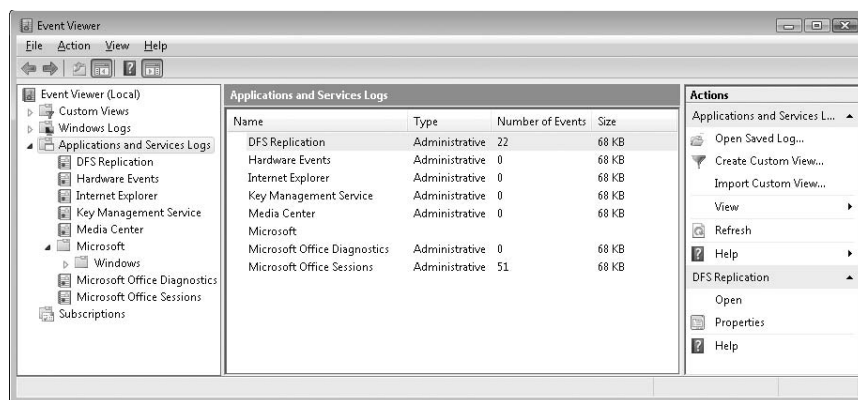 Event Viewer
File Action View Help
Event Viewer (Local)
Custom Views
Windows Logs
Applications and Services Logs
DFS Replication
Hardware Events
Internet Explorer
Key Management Service
Media Center
Microsoft
Windows
Microsoft Office Diagnostics
Microsoft Office Sessions
Subscriptions
Applications and Services Logs
Name Type Number of Events Size
DFS Replication Administrative 22 68 KB
Hardware Events Administrative 0 68 KB
Internet Explorer Administrative 0 68 KB
Key Management Service Administrative 0 68 KB
Media Center Administrative 0 68 KB
Microsoft
Microsoft Office Diagnostics Administrative 0 68 KB
Microsoft Office Sessions Administrative 51 68 KB
Actions
Applications and Services L...
Open Saved Log...
Create Custom View...
Import Custom View...
View
Refresh
Help
DFS Replication
Open
Properties
Help